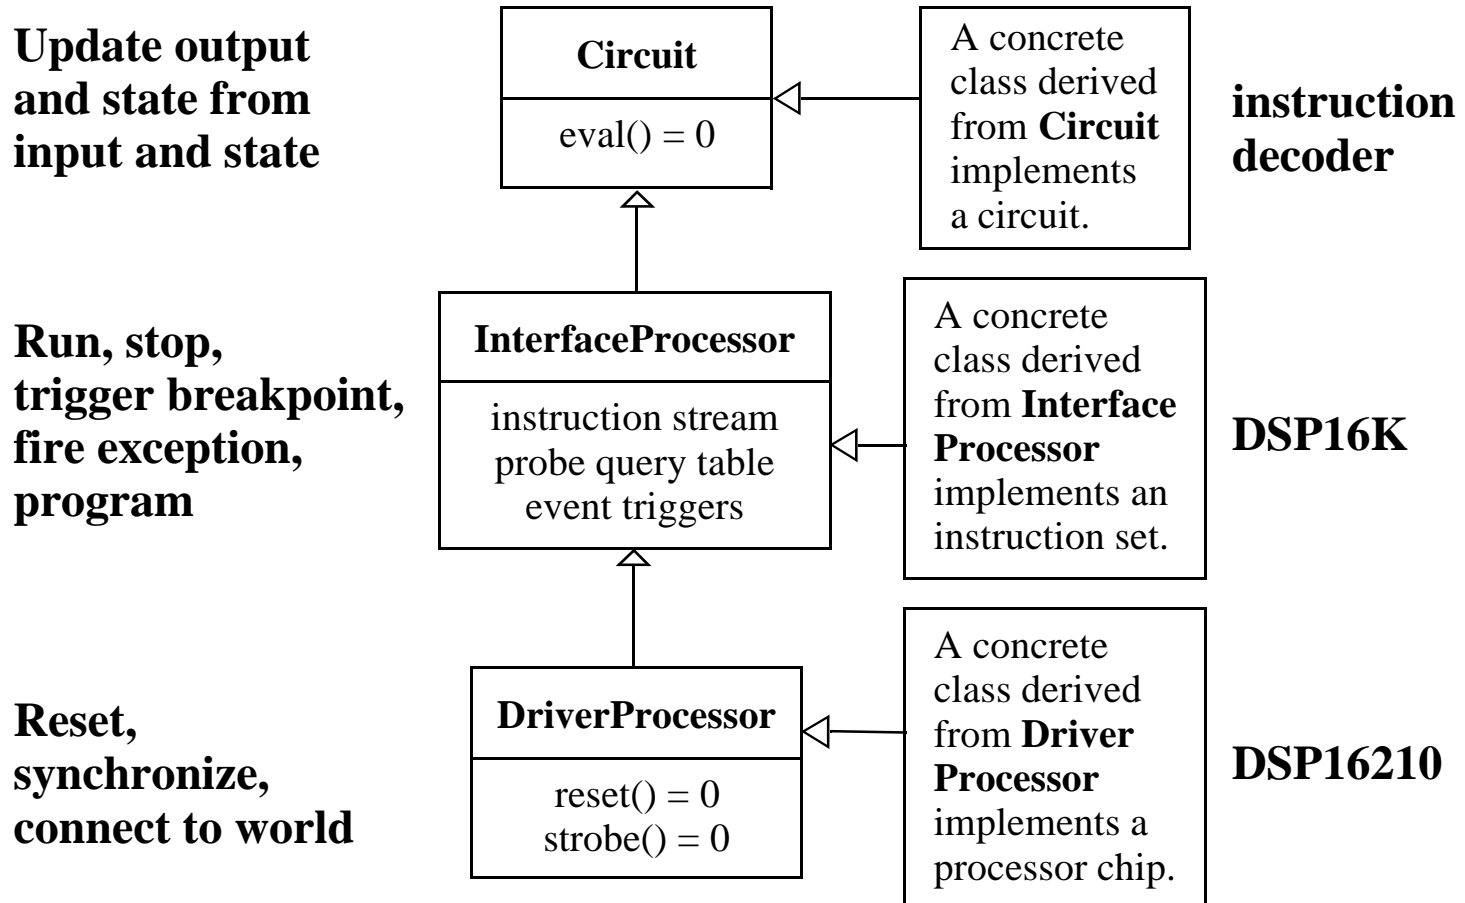 Update output
and state from
input and state
Circuit
eval() = 0
A concrete
class derived
from Circuit
implements
a circuit.
instruction
decoder
Run, stop,
trigger breakpoint,
fire exception,
program
InterfaceProcessor
instruction stream
probe query table
event triggers
A concrete
class derived
from Interface
Processor
implements an
instruction set.
DSP16K
Reset,
synchronize,
connect to world
DriverProcessor
reset() = 0
strobe() = 0
A concrete
class derived
from Driver
Processor
implements a
processor chip.
DSP16210